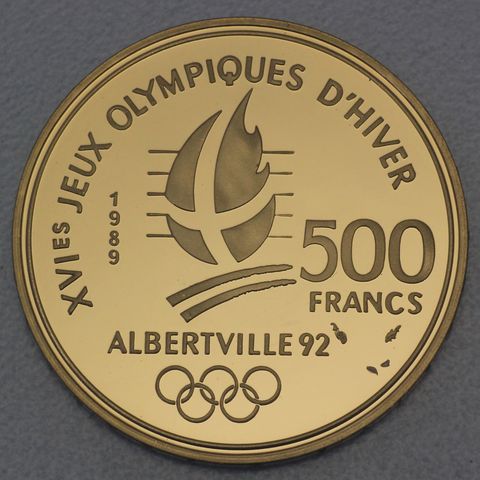 XVIES JEUX OLYMPIQUES D'HIVER
1989
500
FRANCS
ALBERTVILLE 92